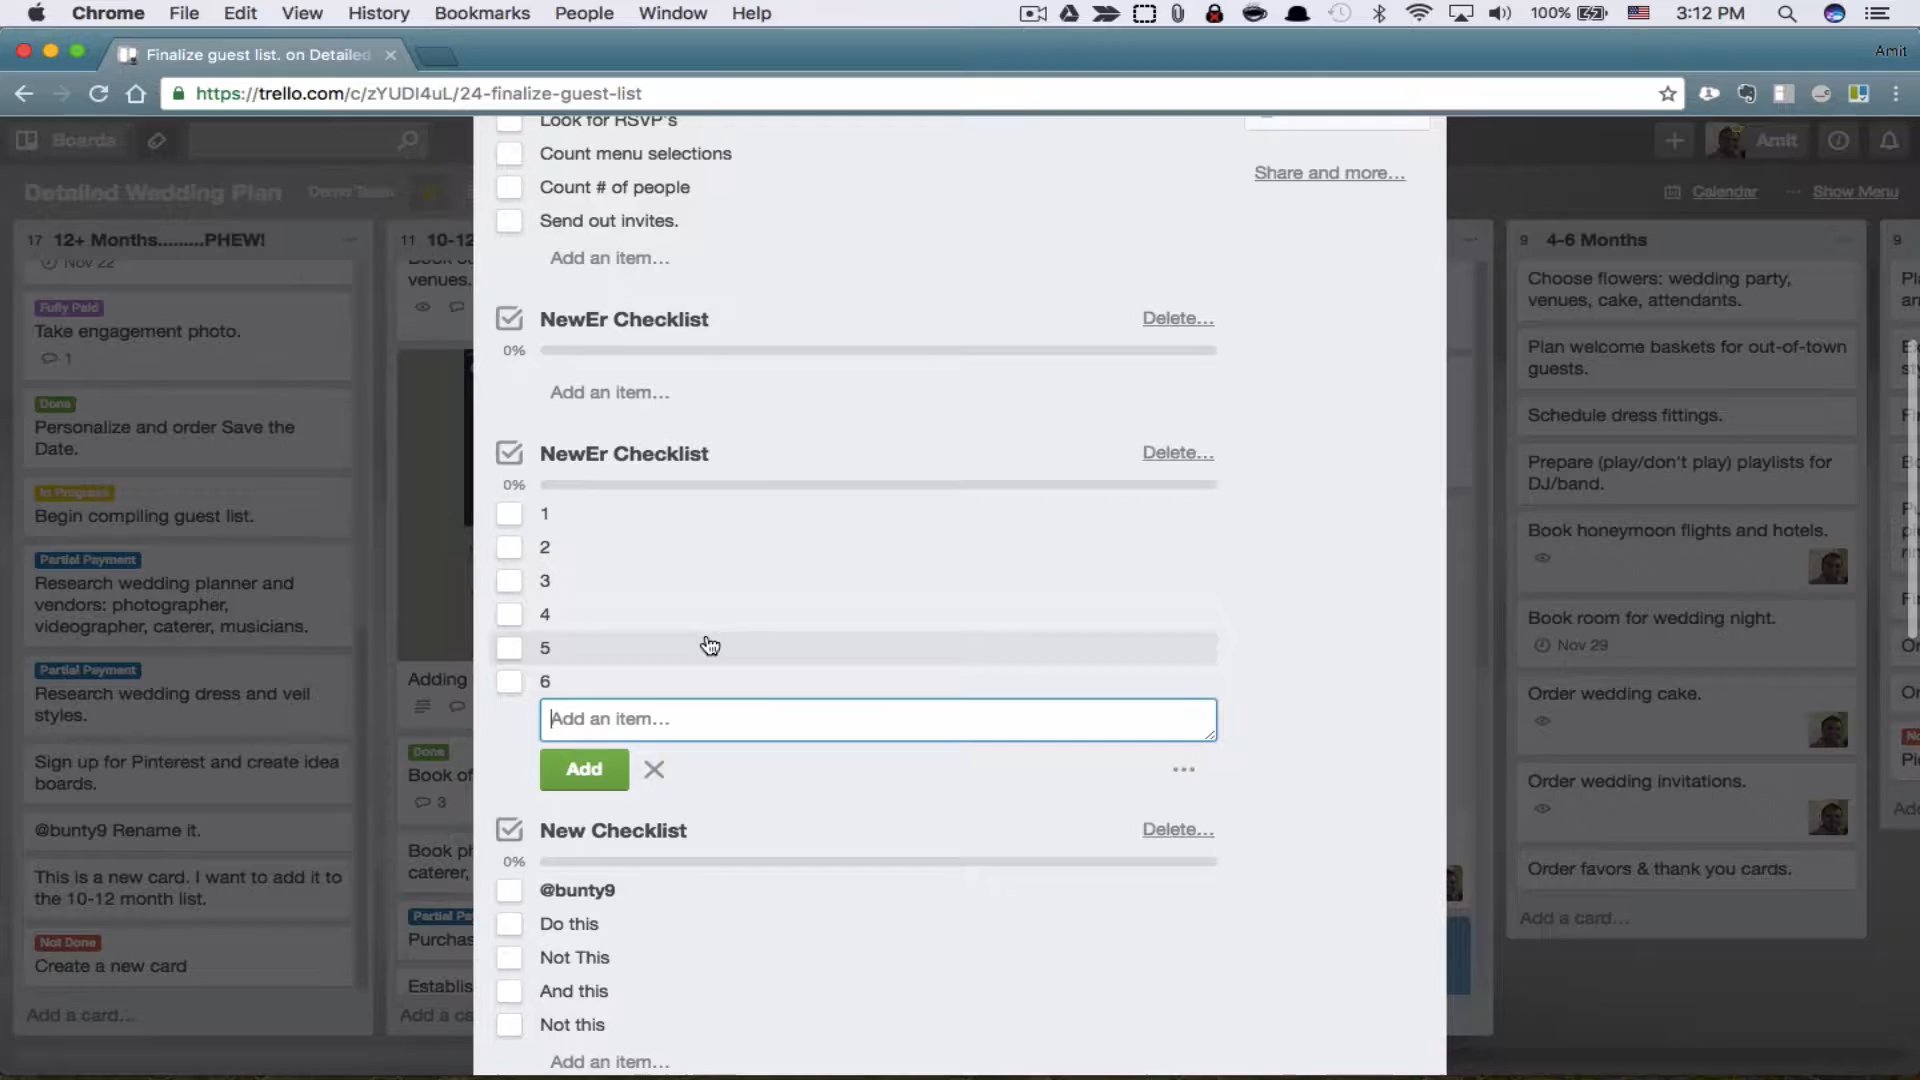 Chrome File Edit View History Bookmarks People Window Help 100% 3:12 PM
Finalize guest list. on Detailed
Amit
https://trello.com/c/zYUDI4uL/24-finalize-guest-list
Boards
Amit
Detailed Wedding Plan Demo Team
Calendar Show Menu
Look for RSVP's
Count menu selections
Count # of people
Send out invites.
Add an item…
Share and more…
NewEr Checklist Delete…
0%
Add an item…
NewEr Checklist Delete…
0%
1
2
3
4
5
6
Add an item…
Add
New Checklist Delete…
0%
@bunty9
Do this
Not This
And this
Not this
Add an item…
17 12+ Months.........PHEW!
Nov 22
Fully Paid
Take engagement photo.
1
Done
Personalize and order Save the
Date.
In Progress
Begin compiling guest list.
Partial Payment
Research wedding planner and
vendors: photographer,
videographer, caterer, musicians.
Partial Payment
Research wedding dress and veil
styles.
Sign up for Pinterest and create idea
boards.
@bunty9 Rename it.
This is a new card. I want to add it to
the 10-12 month list.
Not Done
Create a new card
Add a card…
11 10-12
venues.
Adding
Done
Book of
3
Book ph
caterer,
Partial Pa
Purchas
Establis
Add a ca
9 4-6 Months
Choose flowers: wedding party,
venues, cake, attendants.
Plan welcome baskets for out-of-town
guests.
Schedule dress fittings.
Prepare (play/don't play) playlists for
DJ/band.
Book honeymoon flights and hotels.
Book room for wedding night.
Nov 29
Order wedding cake.
Order wedding invitations.
Order favors & thank you cards.
Add a card…
9